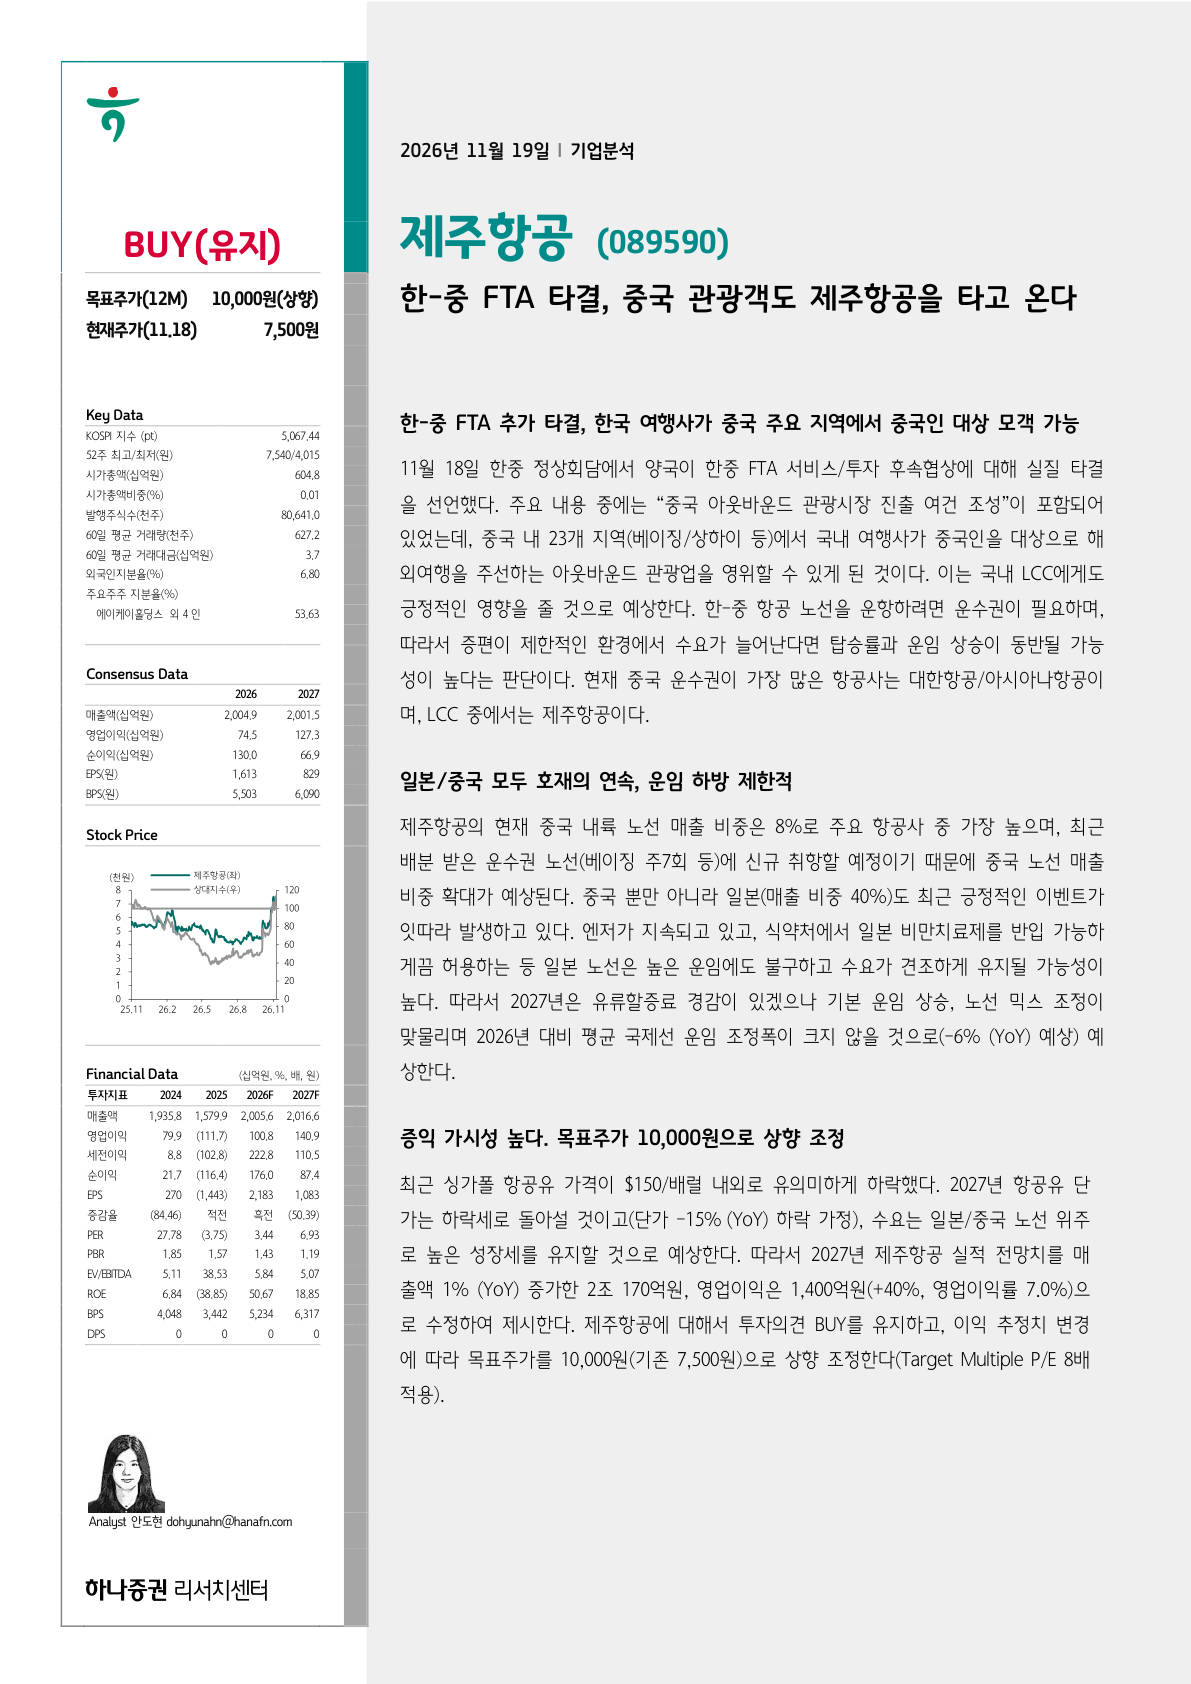 2026년 11월 19일 | 기업분석
BUY(유지)
목표주가(12M) 10,000원(상향)
현재주가(11.18) 7,500원
Key Data
KOSPI 지수 (pt) 5,067.44
52주 최고/최저(원) 7,540/4,015
시가총액(십억원) 604.8
시가총액비중(%) 0.01
발행주식수(천주) 80,641.0
60일 평균 거래량(천주) 627.2
60일 평균 거래대금(십억원) 3.7
외국인지분율(%) 6.80
주요주주 지분율(%)
에이케이홀딩스 외 4 인 53.63
Consensus Data
2026 2027
매출액(십억원) 2,004.9 2,001.5
영업이익(십억원) 74.5 127.3
순이익(십억원) 130.0 66.9
EPS(원) 1,613 829
BPS(원) 5,503 6,090
Stock Price
(천원)
제주항공(좌)
상대지수(우)
8 120
7 100
6
5 80
4 60
3 40
2
1 20
0 0
25.11 26.2 26.5 26.8 26.11
Financial Data (십억원, %, 배, 원)
투자지표 2024 2025 2026F 2027F
매출액 1,935.8 1,579.9 2,005.6 2,016.6
영업이익 79.9 (111.7) 100.8 140.9
세전이익 8.8 (102.8) 222.8 110.5
순이익 21.7 (116.4) 176.0 87.4
EPS 270 (1,443) 2,183 1,083
증감율 (84.46) 적전 흑전 (50.39)
PER 27.78 (3.75) 3.44 6.93
PBR 1.85 1.57 1.43 1.19
EV/EBITDA 5.11 38.53 5.84 5.07
ROE 6.84 (38.85) 50.67 18.85
BPS 4,048 3,442 5,234 6,317
DPS 0 0 0 0
Analyst 안도현 dohyunahn@hanafn.com
하나증권 리서치센터
제주항공 (089590)
한-중 FTA 타결, 중국 관광객도 제주항공을 타고 온다
한-중 FTA 추가 타결, 한국 여행사가 중국 주요 지역에서 중국인 대상 모객 가능
11월 18일 한중 정상회담에서 양국이 한중 FTA 서비스/투자 후속협상에 대해 실질 타결
을 선언했다. 주요 내용 중에는 “중국 아웃바운드 관광시장 진출 여건 조성”이 포함되어
있었는데, 중국 내 23개 지역(베이징/상하이 등)에서 국내 여행사가 중국인을 대상으로 해
외여행을 주선하는 아웃바운드 관광업을 영위할 수 있게 된 것이다. 이는 국내 LCC에게도
긍정적인 영향을 줄 것으로 예상한다. 한-중 항공 노선을 운항하려면 운수권이 필요하며,
따라서 증편이 제한적인 환경에서 수요가 늘어난다면 탑승률과 운임 상승이 동반될 가능
성이 높다는 판단이다. 현재 중국 운수권이 가장 많은 항공사는 대한항공/아시아나항공이
며, LCC 중에서는 제주항공이다.
일본/중국 모두 호재의 연속, 운임 하방 제한적
제주항공의 현재 중국 내륙 노선 매출 비중은 8%로 주요 항공사 중 가장 높으며, 최근
배분 받은 운수권 노선(베이징 주7회 등)에 신규 취항할 예정이기 때문에 중국 노선 매출
비중 확대가 예상된다. 중국 뿐만 아니라 일본(매출 비중 40%)도 최근 긍정적인 이벤트가
잇따라 발생하고 있다. 엔저가 지속되고 있고, 식약처에서 일본 비만치료제를 반입 가능하
게끔 허용하는 등 일본 노선은 높은 운임에도 불구하고 수요가 견조하게 유지될 가능성이
높다. 따라서 2027년은 유류할증료 경감이 있겠으나 기본 운임 상승, 노선 믹스 조정이
맞물리며 2026년 대비 평균 국제선 운임 조정폭이 크지 않을 것으로(-6% (YoY) 예상) 예
상한다.
증익 가시성 높다. 목표주가 10,000원으로 상향 조정
최근 싱가폴 항공유 가격이 $150/배럴 내외로 유의미하게 하락했다. 2027년 항공유 단
가는 하락세로 돌아설 것이고(단가 -15% (YoY) 하락 가정), 수요는 일본/중국 노선 위주
로 높은 성장세를 유지할 것으로 예상한다. 따라서 2027년 제주항공 실적 전망치를 매
출액 1% (YoY) 증가한 2조 170억원, 영업이익은 1,400억원(+40%, 영업이익률 7.0%)으
로 수정하여 제시한다. 제주항공에 대해서 투자의견 BUY를 유지하고, 이익 추정치 변경
에 따라 목표주가를 10,000원(기존 7,500원)으로 상향 조정한다(Target Multiple P/E 8배
적용).